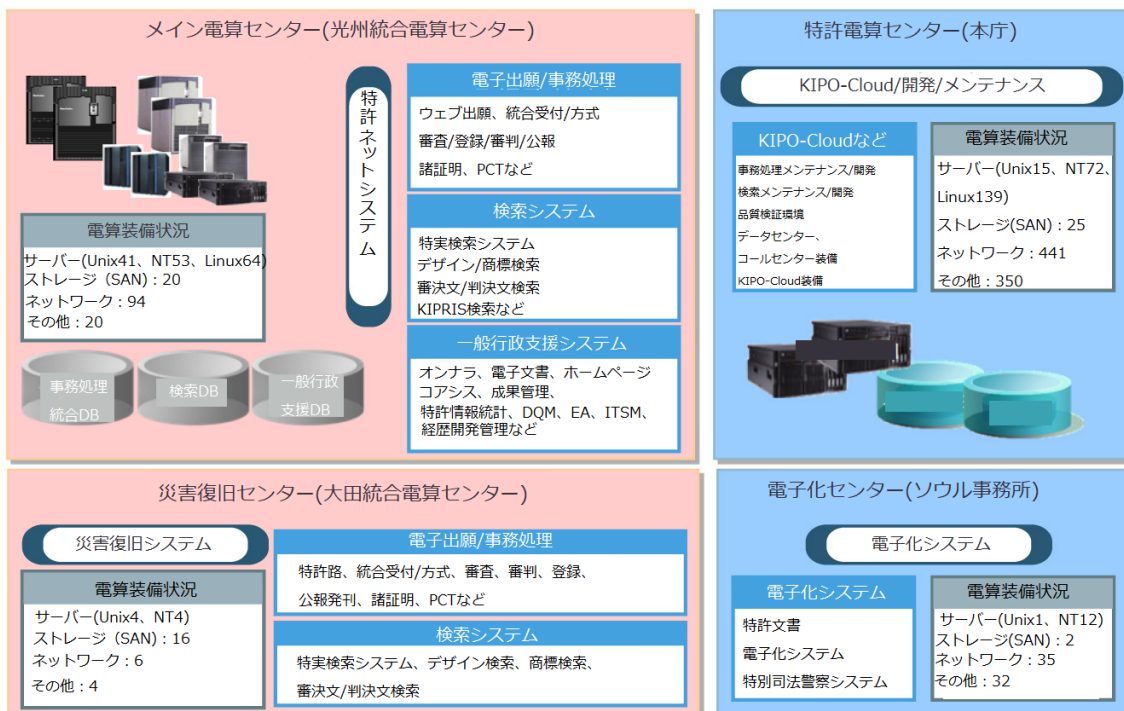 メイン電算センター(光州統合電算センター)
特許ネットシステム
電算装備状況
サーバー(Unix41、NT53、Linux64)
ストレージ（SAN)：20
ネットワーク：94
その他：20
事務処理
統合DB
検索DB
一般行政
支援DB
電子出願/事務処理
ウェブ出願、統合受付/方式
審査/登録/審判/公報
諸証明、PCTなど
検索システム
特実検索システム
デザイン/商標検索
審決文/判決文検索
KIPRIS検索など
一般行政支援システム
オンナラ、電子文書、ホームページ
コアシス、成果管理、
特許情報統計、DQM、EA、ITSM、
経歴開発管理など
特許電算センター(本庁)
KIPO-Cloud/開発/メンテナンス
KIPO-Cloudなど
事務処理メンテナンス/開発
検索メンテナンス/開発
品質検証環境
データセンター、
コールセンター装備
KIPO-Cloud装備
電算装備状況
サーバー(Unix15、NT72、
Linux139)
ストレージ(SAN)：25
ネットワーク：441
その他：350
災害復旧センター(大田統合電算センター)
災害復旧システム
電算装備状況
サーバー(Unix4、NT4)
ストレージ（SAN)：16
ネットワーク：6
その他：4
電子出願/事務処理
特許路、統合受付/方式、審査、審判、登録、
公報発刊、諸証明、PCTなど
検索システム
特実検索システム、デザイン検索、商標検索、
審決文/判決文検索
電子化センター(ソウル事務所)
電子化システム
電子化システム
特許文書
電子化システム
特別司法警察システム
電算装備状況
サーバー(Unix1、NT12)
ストレージ(SAN)：2
ネットワーク：35
その他：32